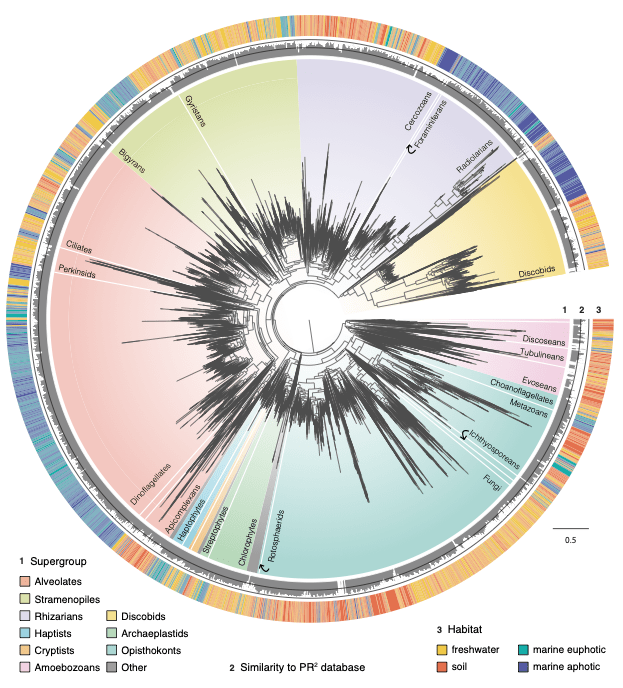 Gyristans
Cercozoans
Foraminiferans
Radiolarians
Bigyrans
Ciliates
Perkinsids
Discobids
1 2 3
Discoseans
Tubulineans
Evoseans
Choanoflagellates
Metazoans
Ichthyosporeans
Fungi
Dinoflagellates
Apicomplexans
Haptophytes
Streptophytes
Chlorophytes
Rotosphaerids
0.5
1 Supergroup
Alveolates
Stramenopiles
Rhizarians
Haptists
Cryptists
Amoebozoans
Discobids
Archaeplastids
Opisthokonts
Other
2 Similarity to PR² database
3 Habitat
freshwater
soil
marine euphotic
marine aphotic